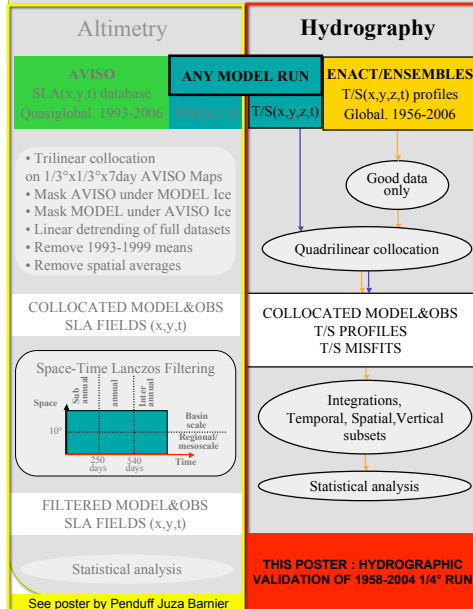 Altimetry
Hydrography
AVISO
SLA(x,y,t) database
Quasiglobal. 1993-2006
ANY MODEL RUN
SSH(x,y,t)
T/S(x,y,z,t)
ENACT/ENSEMBLES
T/S(x,y,z,t) profiles
Global. 1956-2006
• Trilinear collocation
on 1/3°x1/3°x7day AVISO Maps
• Mask AVISO under MODEL Ice
• Mask MODEL under AVISO Ice
• Linear detrending of full datasets
• Remove 1993-1999 means
• Remove spatial averages
Good data
only
Quadrilinear collocation
COLLOCATED MODEL&OBS
SLA FIELDS (x,y,t)
COLLOCATED MODEL&OBS
T/S PROFILES
T/S MISFITS
Space-Time Lanczos Filtering
Sub
annual
annual
Inter
annual
Space
10°
Basin
scale
Regional/
mesoscale
250
days
540
days
Time
Integrations,
Temporal, Spatial,Vertical
subsets
Statistical analysis
FILTERED MODEL&OBS
SLA FIELDS (x,y,t)
Statistical analysis
See poster by Penduff Juza Barnier
THIS POSTER : HYDROGRAPHIC
VALIDATION OF 1958-2004 1/4° RUN